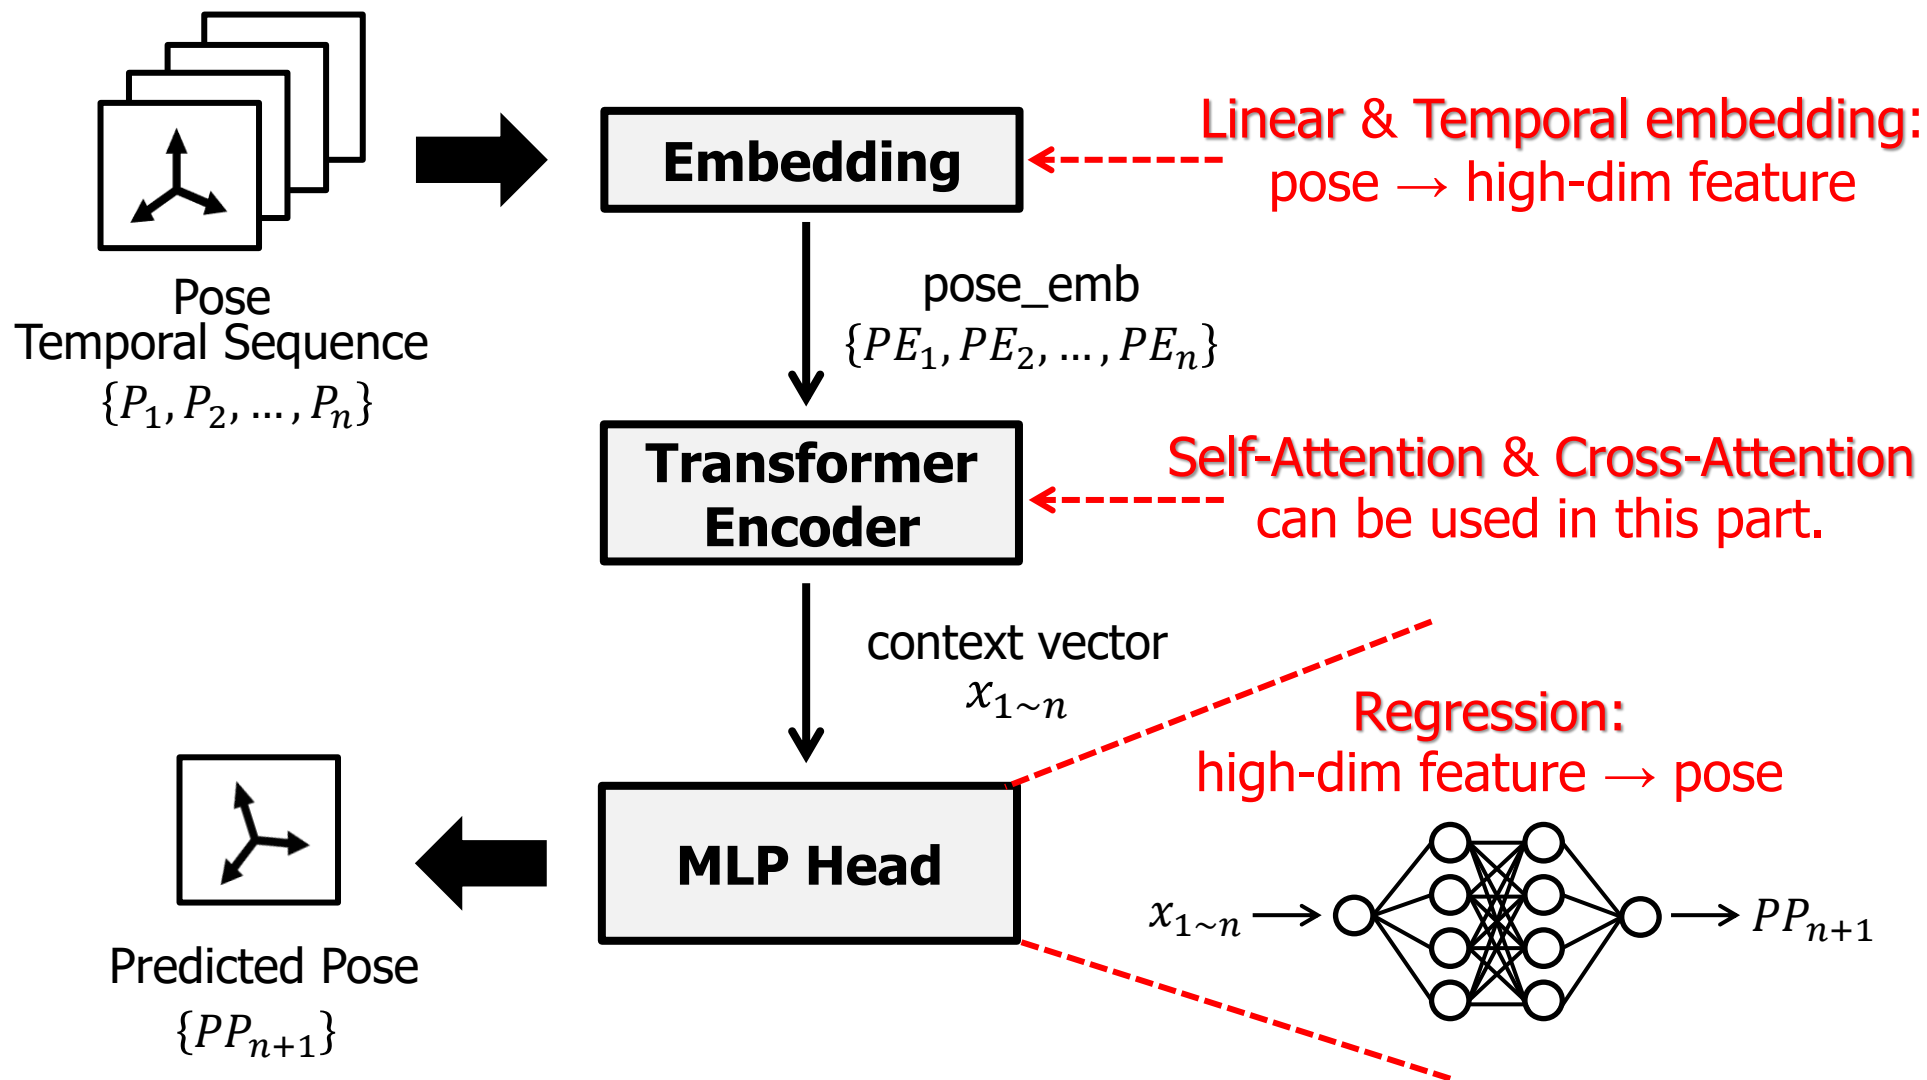 Pose
Temporal Sequence
{P₁, P₂, … , Pₙ}
Embedding
Linear & Temporal embedding:
pose → high-dim feature
pose_emb
{PE₁, PE₂, … , PEₙ}
Transformer
Encoder
Self-Attention & Cross-Attention
can be used in this part.
context vector
x₁~ₙ
MLP Head
Regression:
high-dim feature → pose
x₁~ₙ
PPₙ₊₁
Predicted Pose
{PPₙ₊₁}